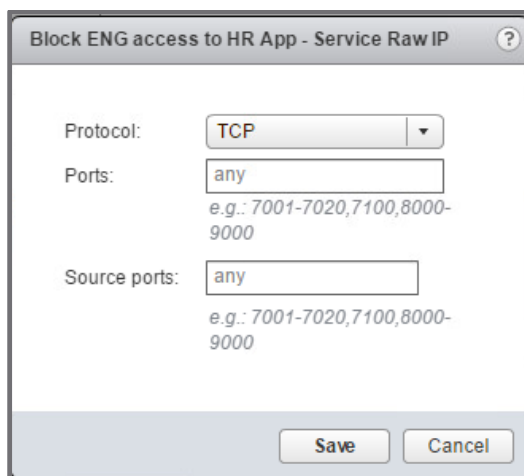 Block ENG access to HR App - Service Raw IP ?
Protocol: TCP
Ports: any
e.g.: 7001-7020,7100,8000-
9000
Source ports: any
e.g.: 7001-7020,7100,8000-
9000
Save Cancel